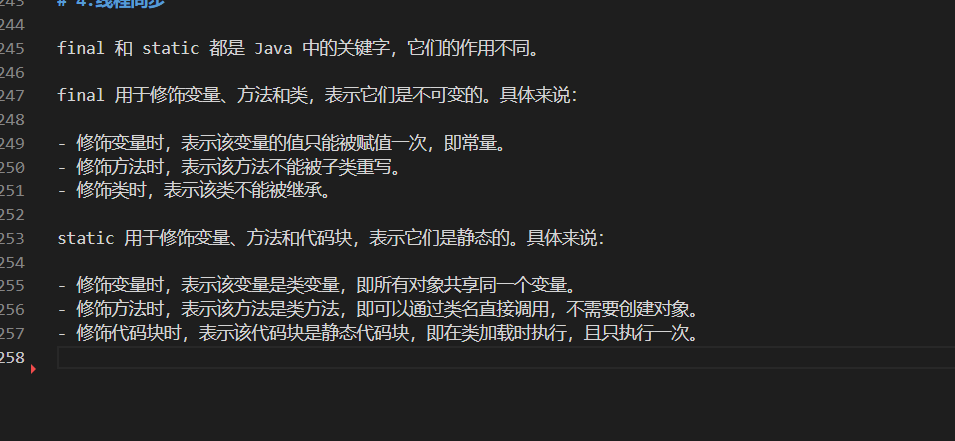 243 # 4.线程同步
244
245 final 和 static 都是 Java 中的关键字，它们的作用不同。
246
247 final 用于修饰变量、方法和类，表示它们是不可变的。具体来说：
248
249 - 修饰变量时，表示该变量的值只能被赋值一次，即常量。
250 - 修饰方法时，表示该方法不能被子类重写。
251 - 修饰类时，表示该类不能被继承。
252
253 static 用于修饰变量、方法和代码块，表示它们是静态的。具体来说：
254
255 - 修饰变量时，表示该变量是类变量，即所有对象共享同一个变量。
256 - 修饰方法时，表示该方法是类方法，即可以通过类名直接调用，不需要创建对象。
257 - 修饰代码块时，表示该代码块是静态代码块，即在类加载时执行，且只执行一次。
258